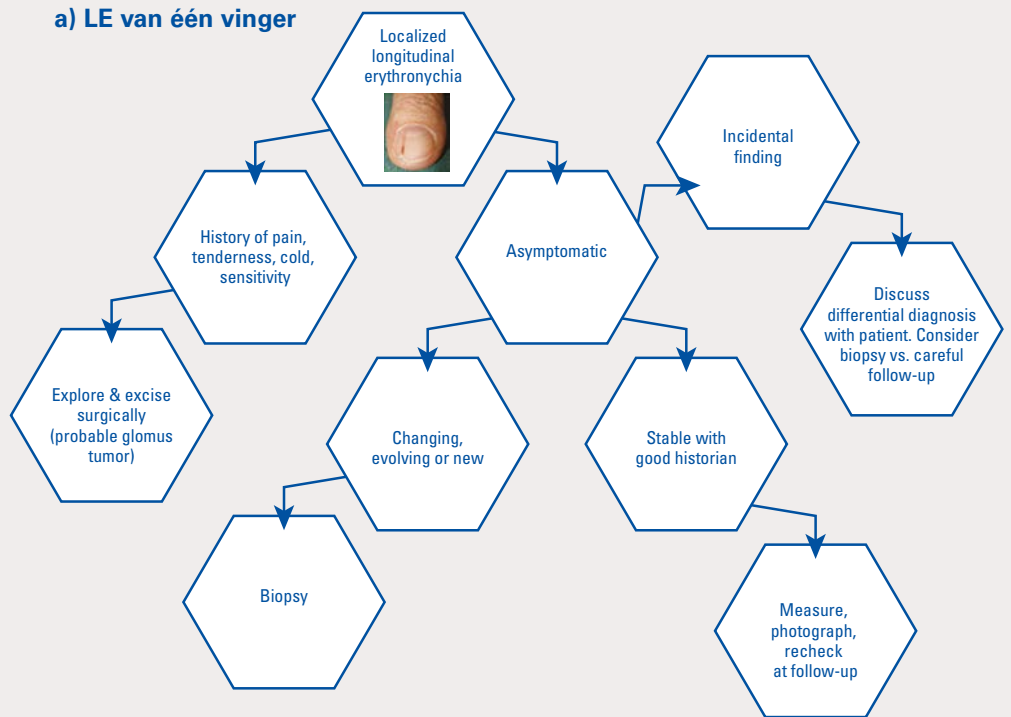 a) LE van één vinger
Localized
longitudinal
erythronychia
Incidental
finding
History of pain,
tenderness, cold,
sensitivity
Asymptomatic
Discuss
differential diagnosis
with patient. Consider
biopsy vs. careful
follow-up
Explore & excise
surgically
(probable glomus
tumor)
Changing,
evolving or new
Stable with
good historian
Biopsy
Measure,
photograph,
recheck
at follow-up